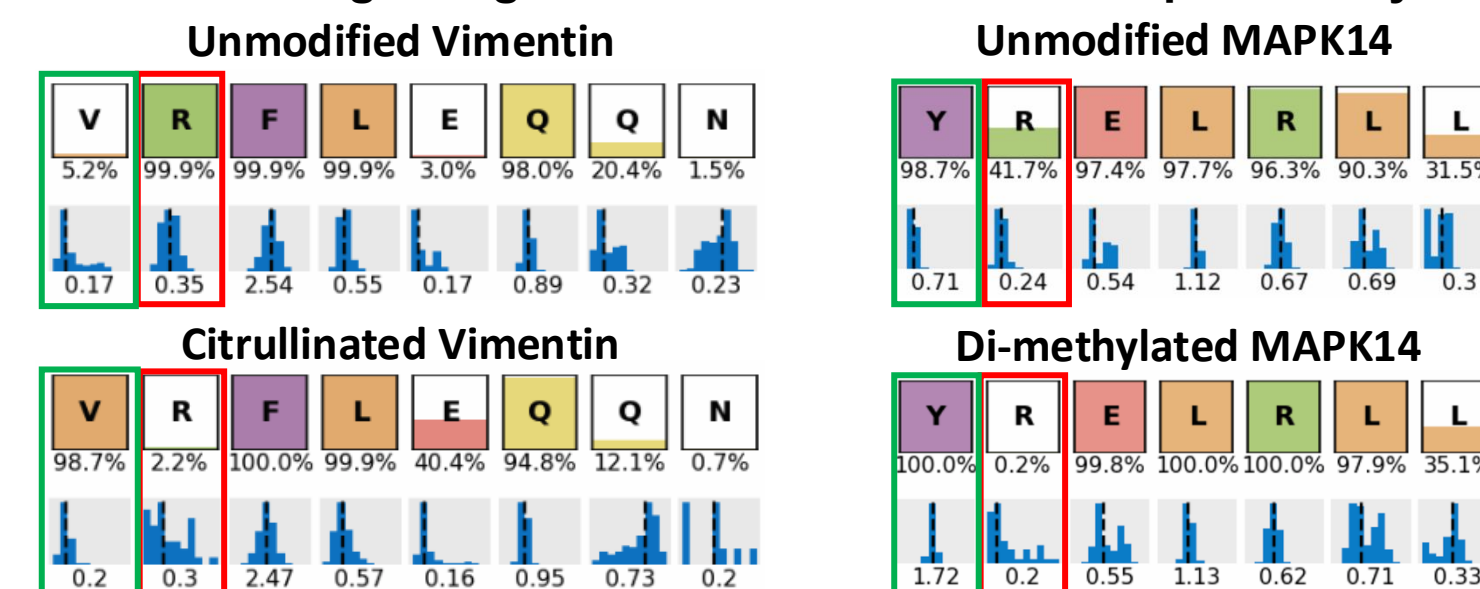 Unmodified Vimentin
V R F L E Q Q N
5.2% 99.9% 99.9% 99.9% 3.0% 98.0% 20.4% 1.5%
0.17 0.35 2.54 0.55 0.17 0.89 0.32 0.23
Citrullinated Vimentin
V R F L E Q Q N
98.7% 2.2% 100.0% 99.9% 40.4% 94.8% 12.1% 0.7%
0.2 0.3 2.47 0.57 0.16 0.95 0.73 0.2
Unmodified MAPK14
Y R E L R L L
98.7% 41.7% 97.4% 97.7% 96.3% 90.3% 31.5%
0.71 0.24 0.54 1.12 0.67 0.69 0.3
Di-methylated MAPK14
Y R E L R L L
100.0% 0.2% 99.8% 100.0% 100.0% 97.9% 35.1%
1.72 0.2 0.55 1.13 0.62 0.71 0.33